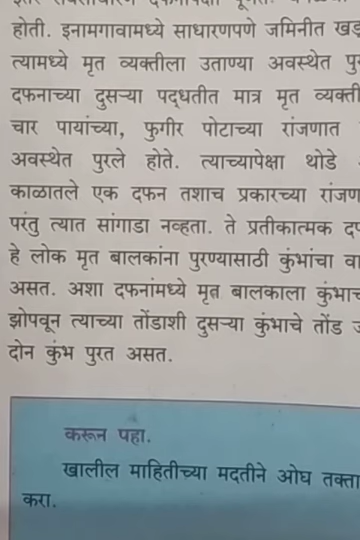 होती. इनामगावामध्ये साधारणपणे जमिनीत
त्यामध्ये मृत व्यक्तीला उताण्या अवस्थेत
दफनाच्या दुसऱ्या पद्धतीत मात्र मृत
चार पायांच्या, फुगीर पोटाच्या रांजणात
अवस्थेत पुरले होते. त्याच्यापेक्षा थोडे
काळातले एक दफन तशाच प्रकारच्या
परंतु त्यात सांगाडा नव्हता. ते प्रतीकात्मक
हे लोक मृत बालकांना पुरण्यासाठी कुंभांचा
असत. अशा दफनांमध्ये मृत बालकाला
झोपवून त्याच्या तोंडाशी दुसऱ्या कुंभाचे तोंड
दोन कुंभ पुरत असत.
करून पहा.
खालील माहितीच्या मदतीने ओघ तक्ता
करा.